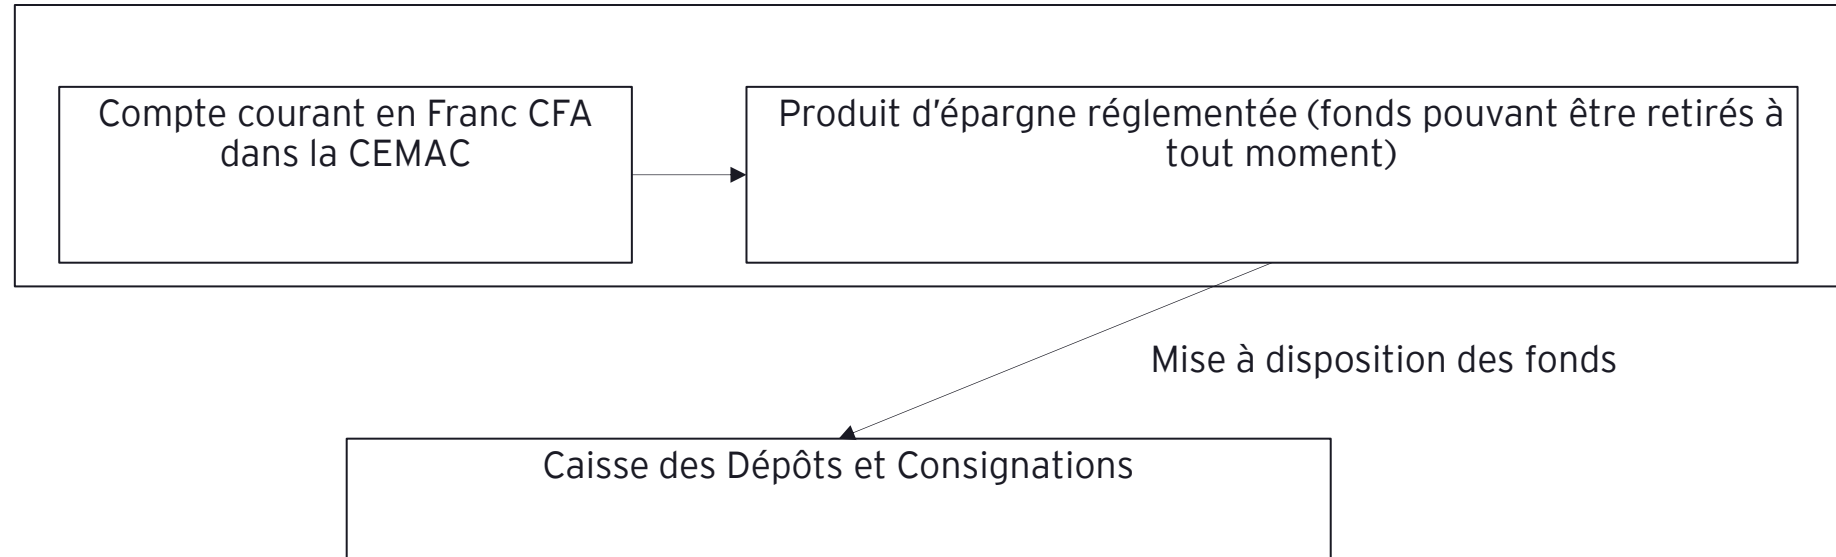 Compte courant en Franc CFA
dans la CEMAC
Produit d'épargne réglementée (fonds pouvant être retirés à
tout moment)
Mise à disposition des fonds
Caisse des Dépôts et Consignations